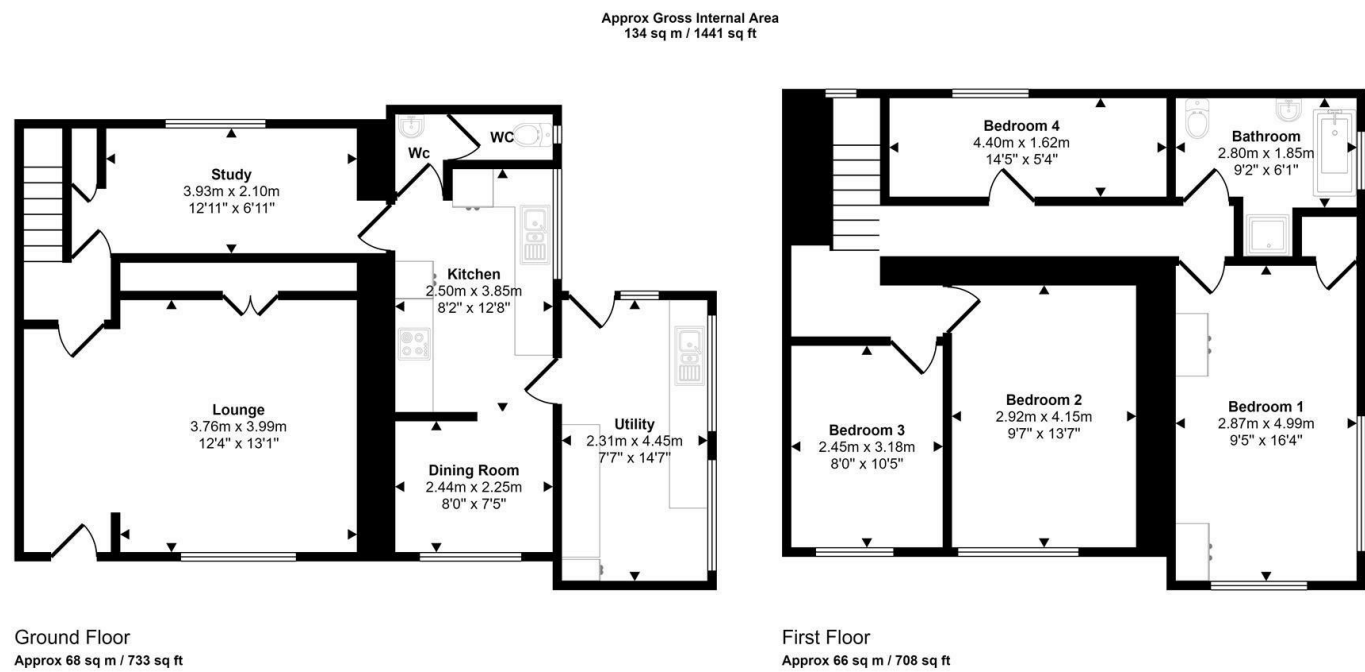 Approx Gross Internal Area
134 sq m / 1441 sq ft
Study
3.93m x 2.10m
12'11" x 6'11"
Wc
WC
Kitchen
2.50m x 3.85m
8'2" x 12'8"
Lounge
3.76m x 3.99m
12'4" x 13'1"
Dining Room
2.44m x 2.25m
8'0" x 7'5"
Utility
2.31m x 4.45m
7'7" x 14'7"
Ground Floor
Approx 68 sq m / 733 sq ft
Bedroom 4
4.40m x 1.62m
14'5" x 5'4"
Bathroom
2.80m x 1.85m
9'2" x 6'1"
Bedroom 3
2.45m x 3.18m
8'0" x 10'5"
Bedroom 2
2.92m x 4.15m
9'7" x 13'7"
Bedroom 1
2.87m x 4.99m
9'5" x 16'4"
First Floor
Approx 66 sq m / 708 sq ft